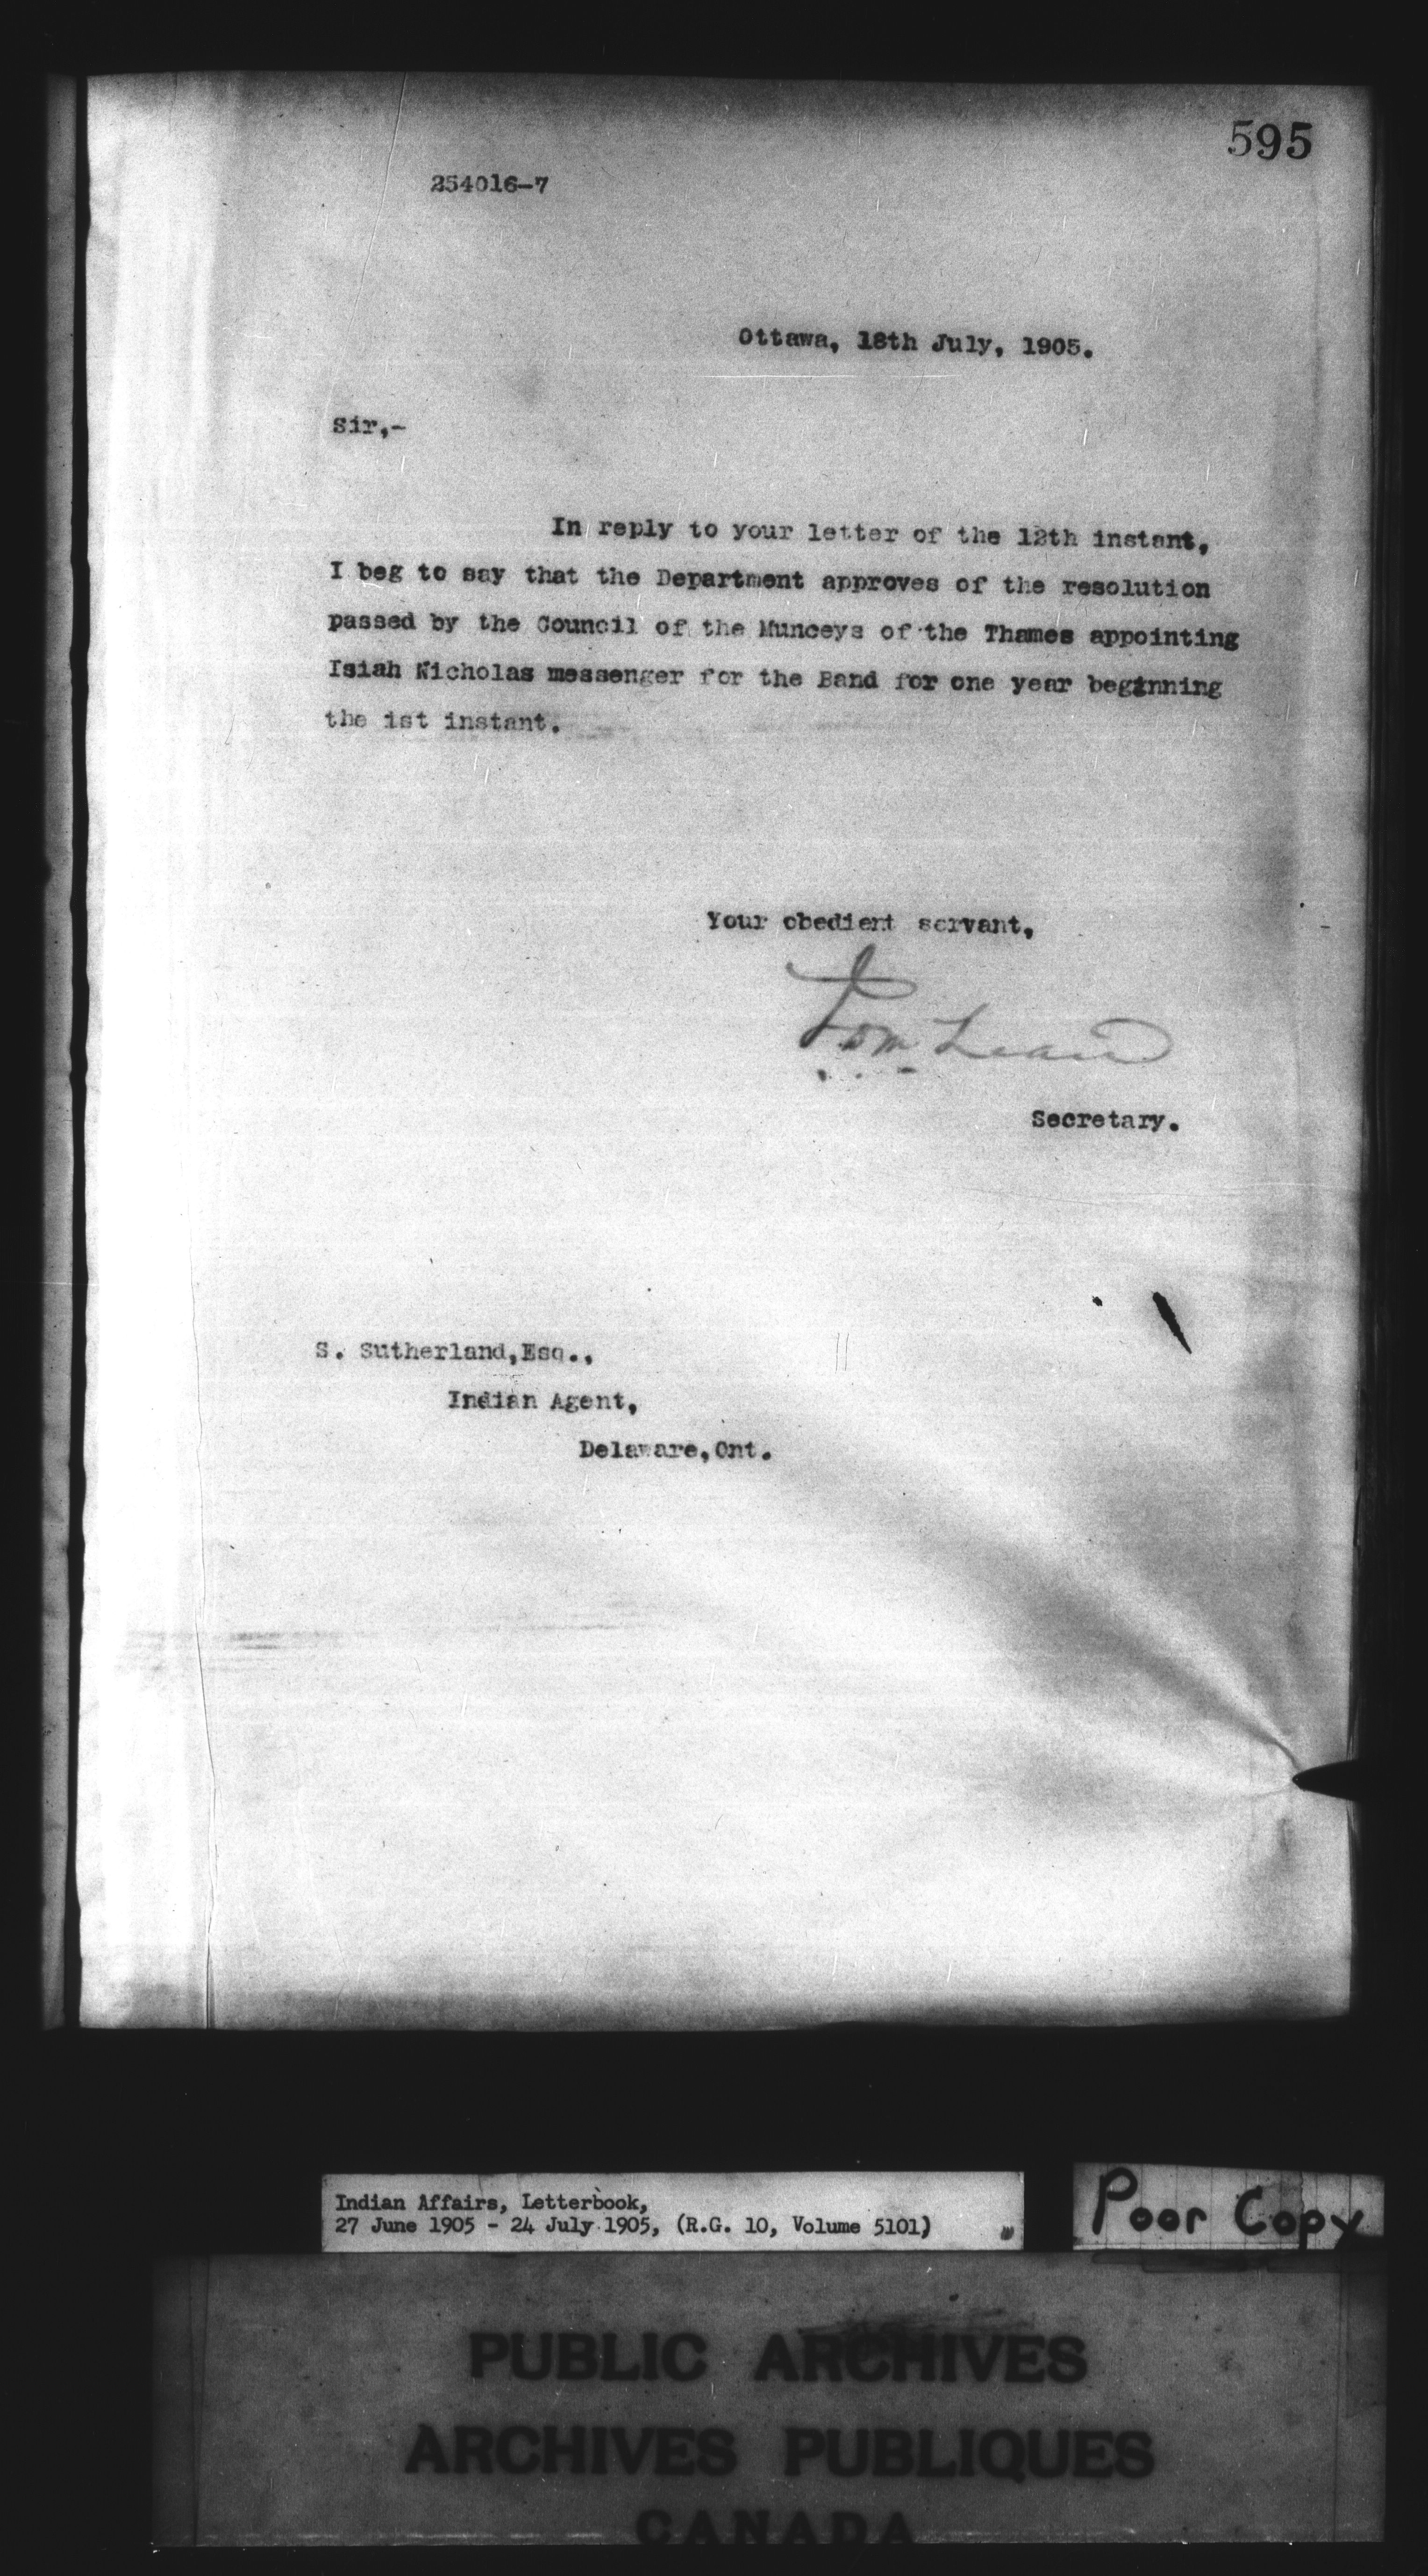 595
254016-7
Ottawa, 18th July, 1905.
Sir,-
In reply to your letter of the 12th instant,
I beg to say that the Department approves of the resolution
passed by the Council of the Munceys of the Thames appointing
Isiah Nicholas messenger for the Band for one year beginning
the 1st instant.
Your obedient servant,
Secretary.
S. Sutherland,Esq.,
Indian Agent,
Delaware,Ont.
Indian Affairs, Letterbook,
27 June 1905 - 24 July 1905, (R.G. 10, Volume 5101)
Poor Copy
PUBLIC ARCHIVES
ARCHIVES PUBLIQUES
CANADA